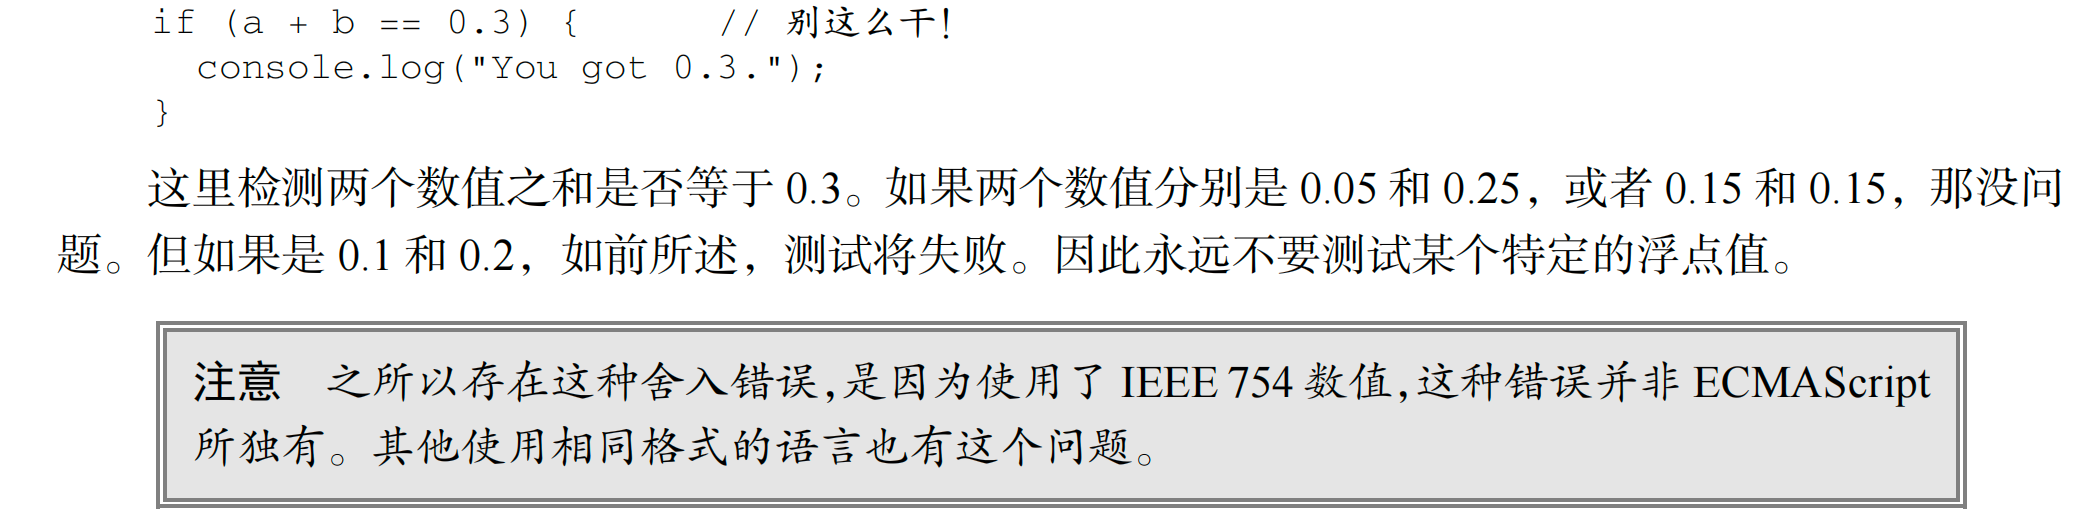 if (a + b == 0.3) {      // 别这么干！
  console.log("You got 0.3.");
}
这里检测两个数值之和是否等于 0.3。如果两个数值分别是 0.05 和 0.25，或者 0.15 和 0.15，那没问
题。但如果是 0.1 和 0.2，如前所述，测试将失败。因此永远不要测试某个特定的浮点值。
注意　之所以存在这种舍入错误，是因为使用了 IEEE 754 数值，这种错误并非 ECMAScript
所独有。其他使用相同格式的语言也有这个问题。